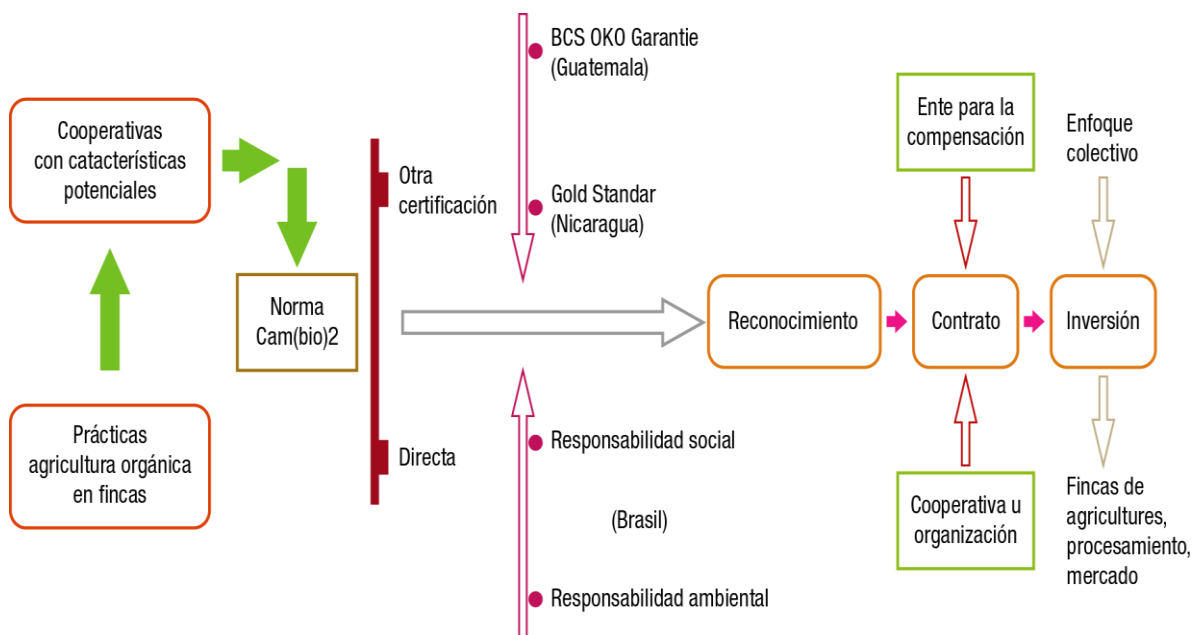 Cooperativas
con catacterísticas
potenciales
Prácticas
agricultura orgánica
en fincas
Norma
Cam(bio)2
Otra
certificación
Directa
BCS OKO Garantie
(Guatemala)
Gold Standar
(Nicaragua)
Responsabilidad social
(Brasil)
Responsabilidad ambiental
Reconocimiento
Ente para la
compensación
Contrato
Cooperativa u
organización
Enfoque
colectivo
Inversión
Fincas de
agricultures,
procesamiento,
mercado